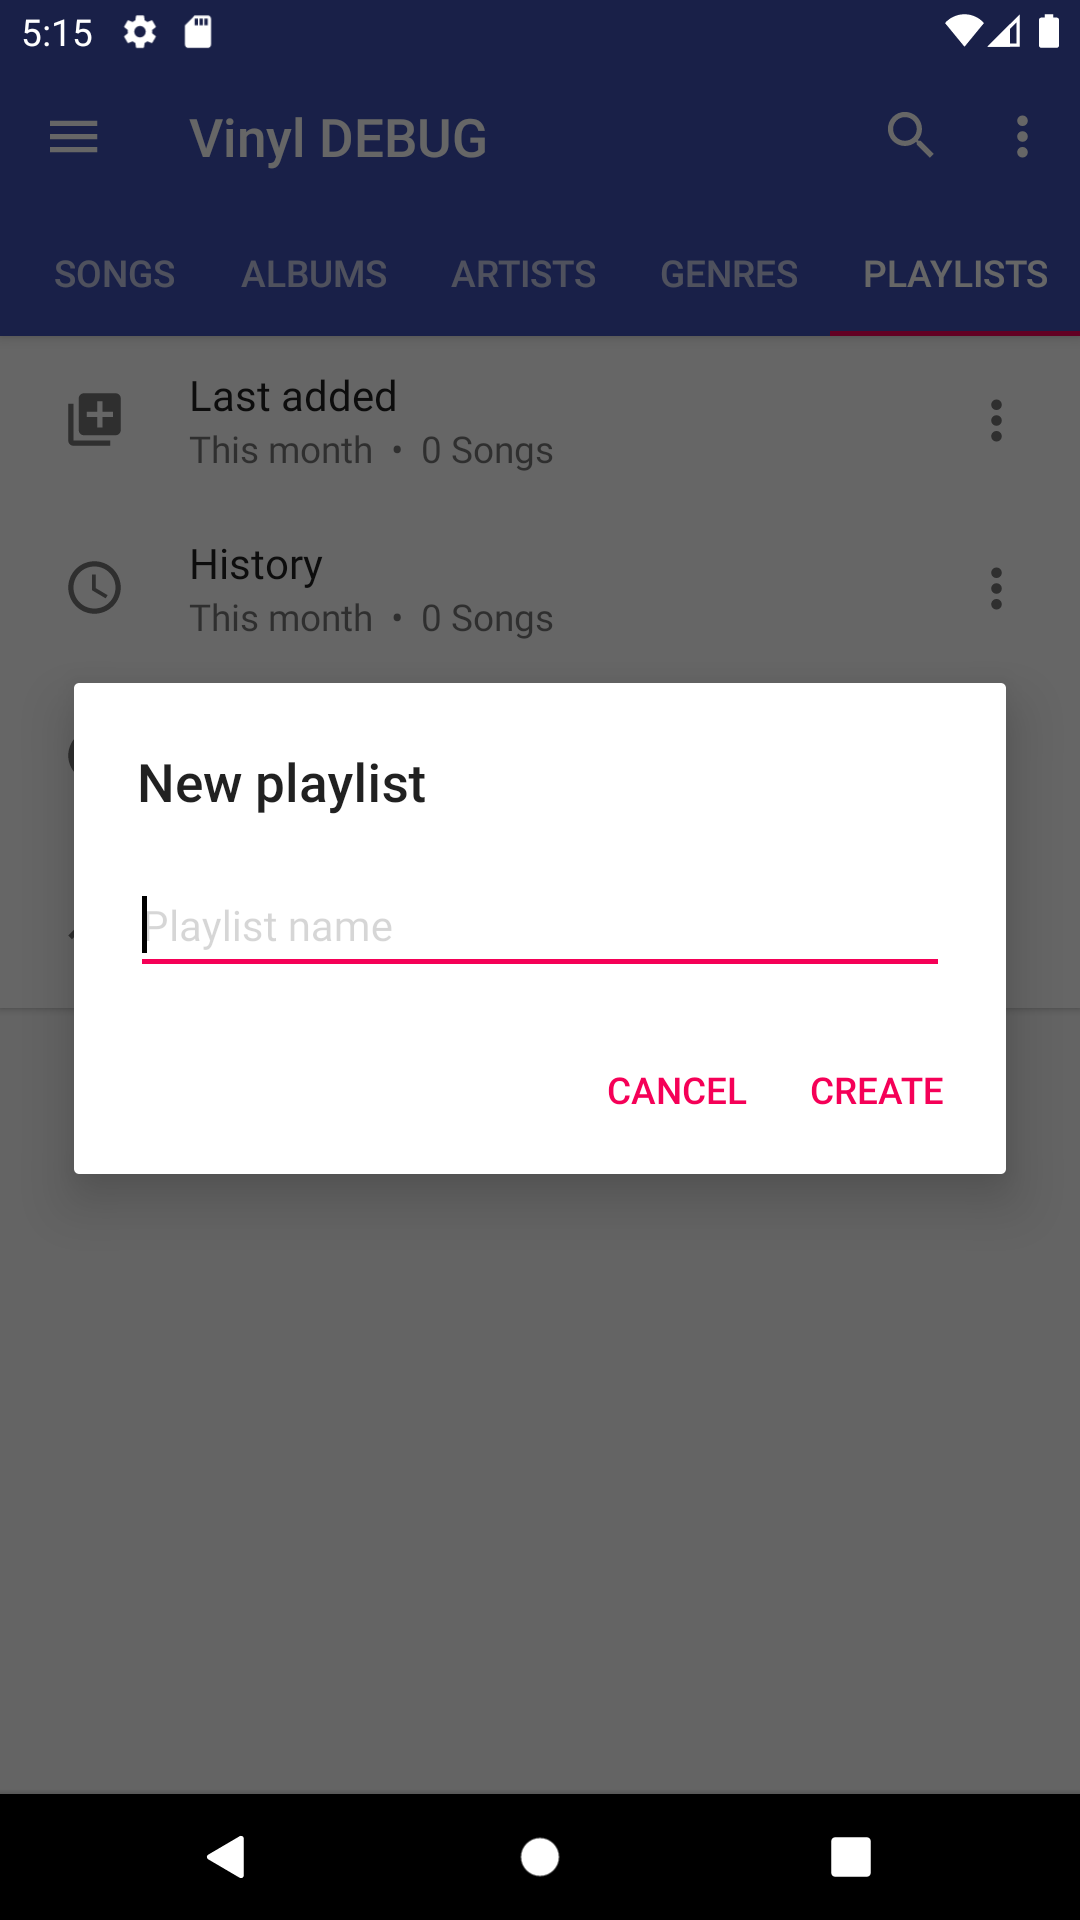 5:15
Vinyl DEBUG
SONGS ALBUMS ARTISTS GENRES PLAYLISTS
Last added
This month • 0 Songs
History
This month • 0 Songs
New playlist
Playlist name
CANCEL CREATE